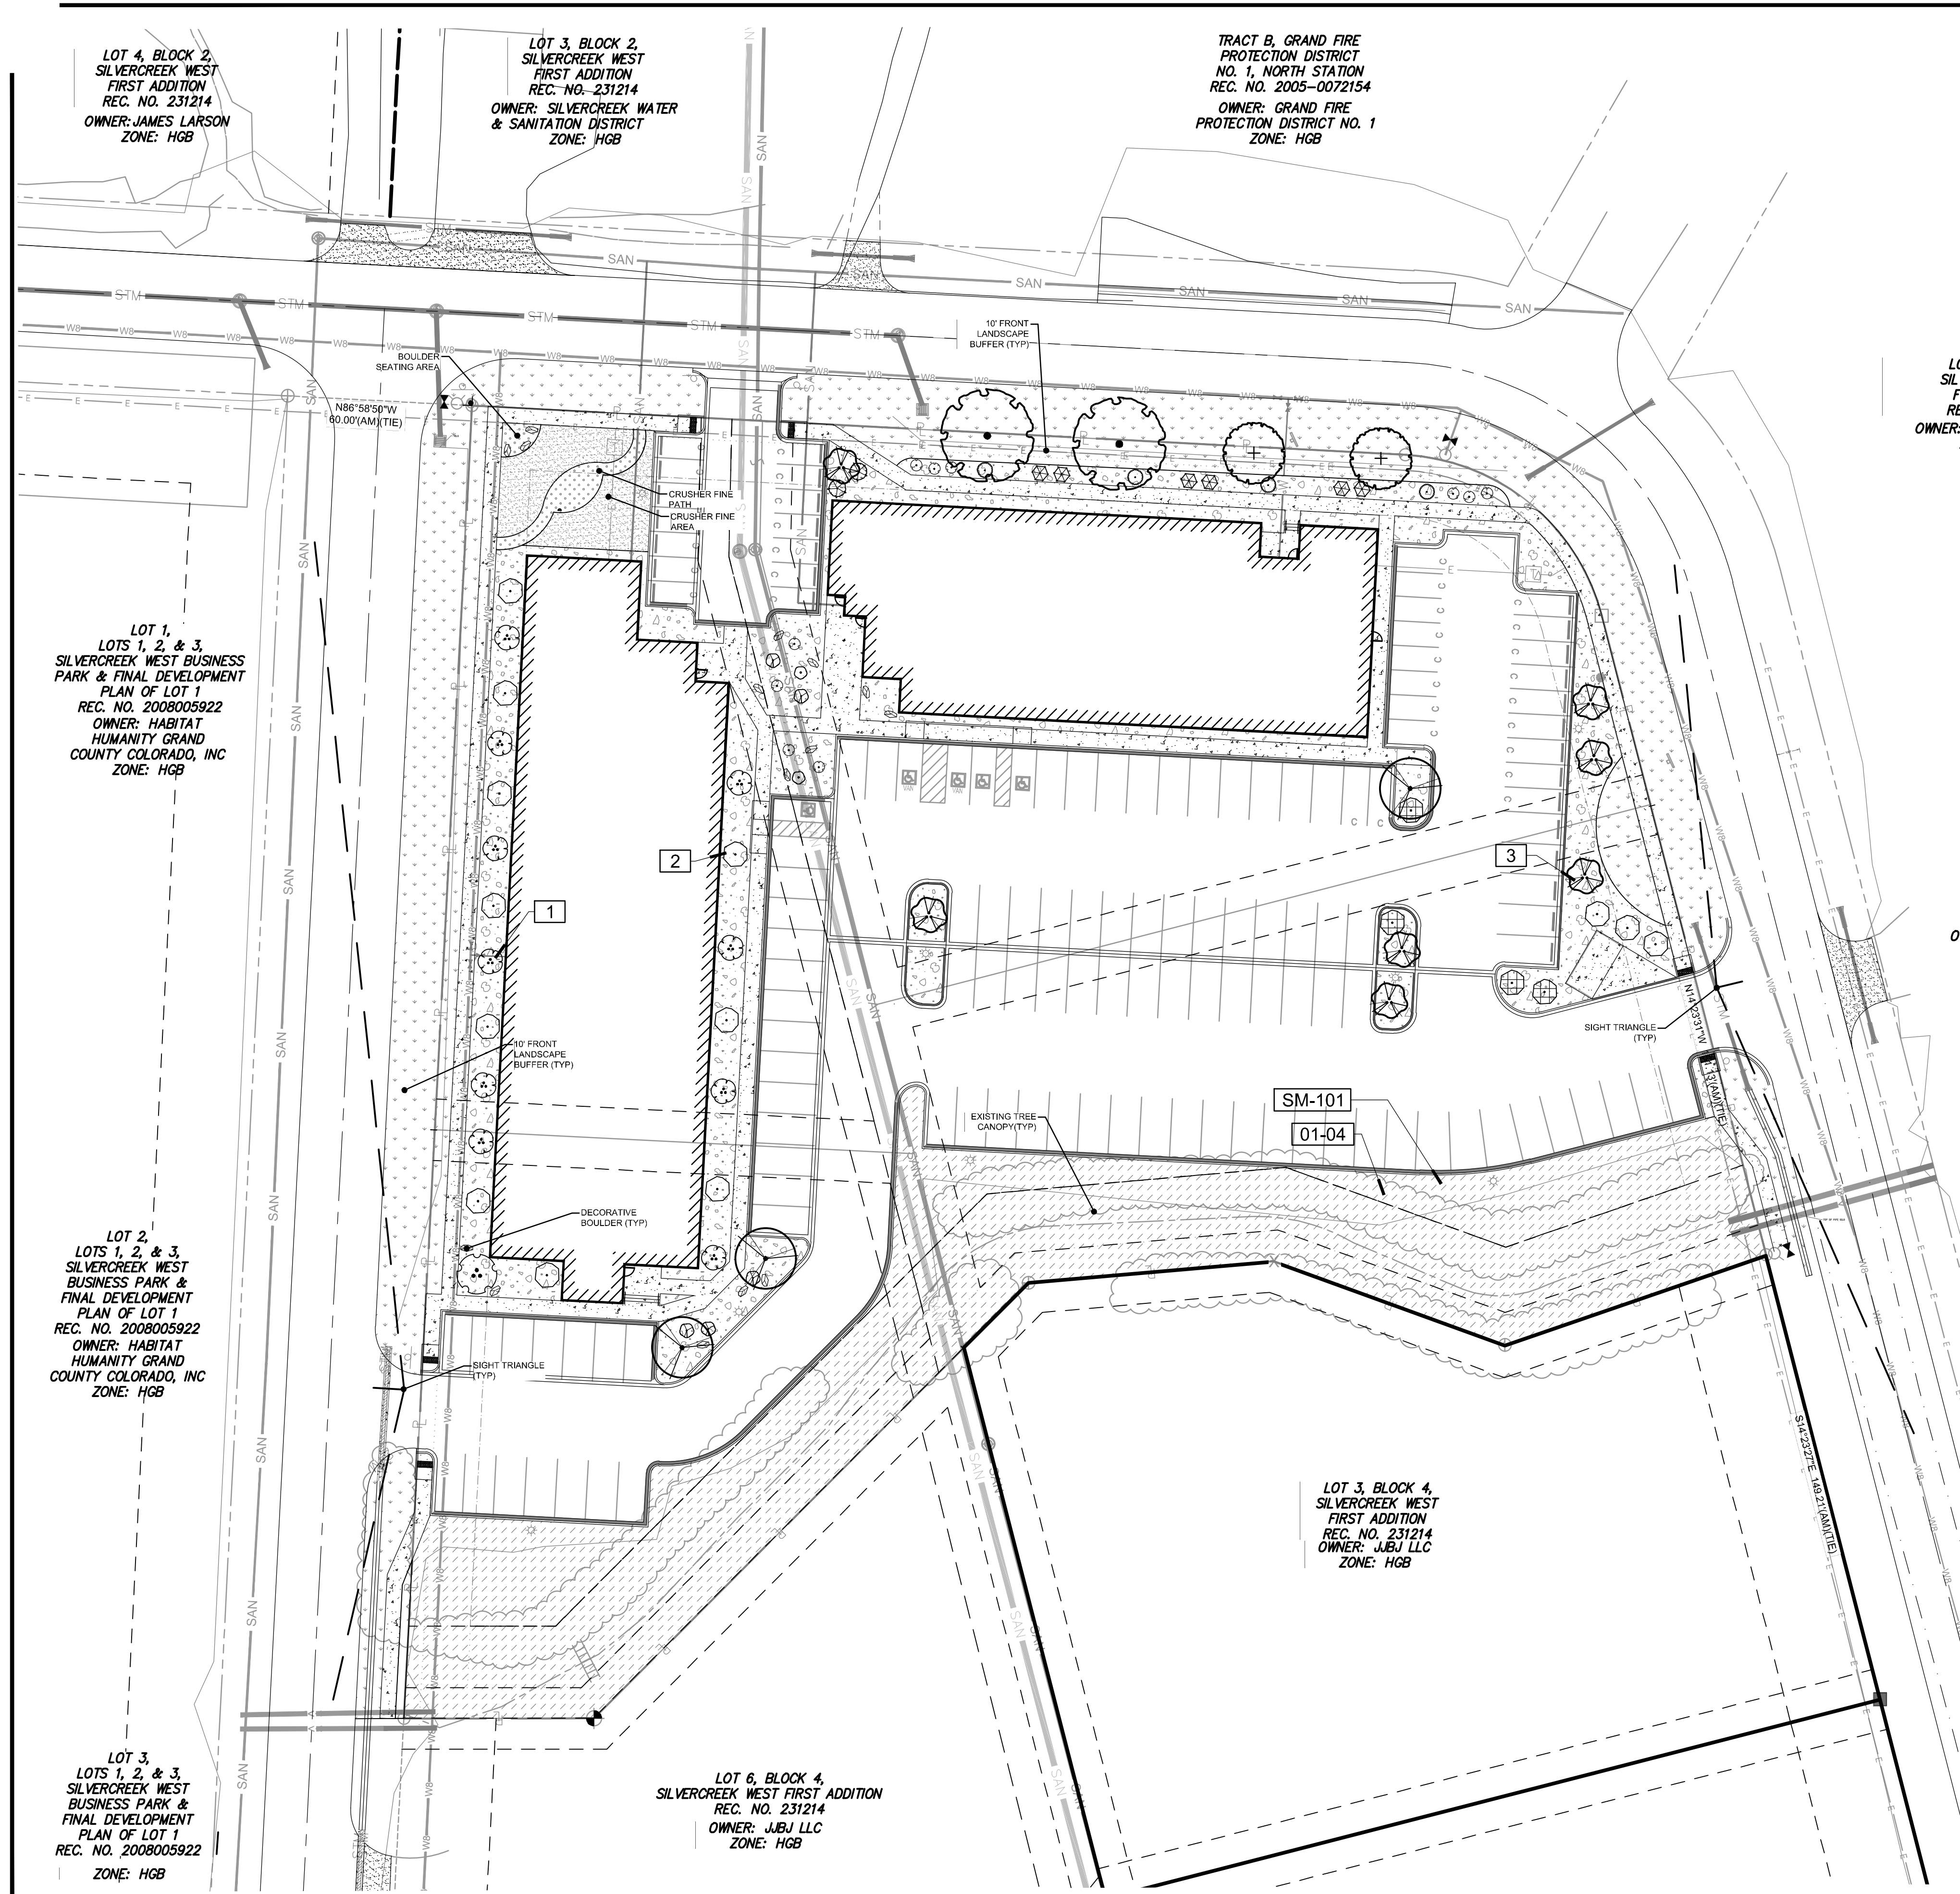 LOT 4, BLOCK 2,
SILVERCREEK WEST
FIRST ADDITION
REC. NO. 231214
OWNER: JAMES LARSON
ZONE: HGB
LOT 3, BLOCK 2,
SILVERCREEK WEST
FIRST ADDITION
REC. NO. 231214
OWNER: SILVERCREEK WATER
& SANITATION DISTRICT
ZONE: HGB
TRACT B, GRAND FIRE
PROTECTION DISTRICT
NO. 1, NORTH STATION
REC. NO. 2005-0072154
OWNER: GRAND FIRE
PROTECTION DISTRICT NO. 1
ZONE: HGB
10' FRONT
LANDSCAPE
BUFFER (TYP)
BOULDER
SEATING AREA
N86°58'50"W
60.00'(AM)(TIE)
CRUSHER FINE
PATH
CRUSHER FINE
AREA
LOT 1,
LOTS 1, 2, & 3,
SILVERCREEK WEST BUSINESS
PARK & FINAL DEVELOPMENT
PLAN OF LOT 1
REC. NO. 2008005922
OWNER: HABITAT
HUMANITY GRAND
COUNTY COLORADO, INC
ZONE: HGB
VAN
VAN
2
3
1
SIGHT TRIANGLE
(TYP)
N14°23'31"W
10' FRONT
LANDSCAPE
BUFFER (TYP)
SM-101
01-04
EXISTING TREE
CANOPY(TYP)
DECORATIVE
BOULDER (TYP)
LOT 2,
LOTS 1, 2, & 3,
SILVERCREEK WEST
BUSINESS PARK &
FINAL DEVELOPMENT
PLAN OF LOT 1
REC. NO. 2008005922
OWNER: HABITAT
HUMANITY GRAND
COUNTY COLORADO, INC
ZONE: HGB
SIGHT TRIANGLE
(TYP)
S14°23'27"E 149.21'(AM)(TIE)
LOT 3, BLOCK 4,
SILVERCREEK WEST
FIRST ADDITION
REC. NO. 231214
OWNER: JJBJ LLC
ZONE: HGB
LOT 3,
LOTS 1, 2, & 3,
SILVERCREEK WEST
BUSINESS PARK &
FINAL DEVELOPMENT
PLAN OF LOT 1
REC. NO. 2008005922
ZONE: HGB
LOT 6, BLOCK 4,
SILVERCREEK WEST FIRST ADDITION
REC. NO. 231214
OWNER: JJBJ LLC
ZONE: HGB